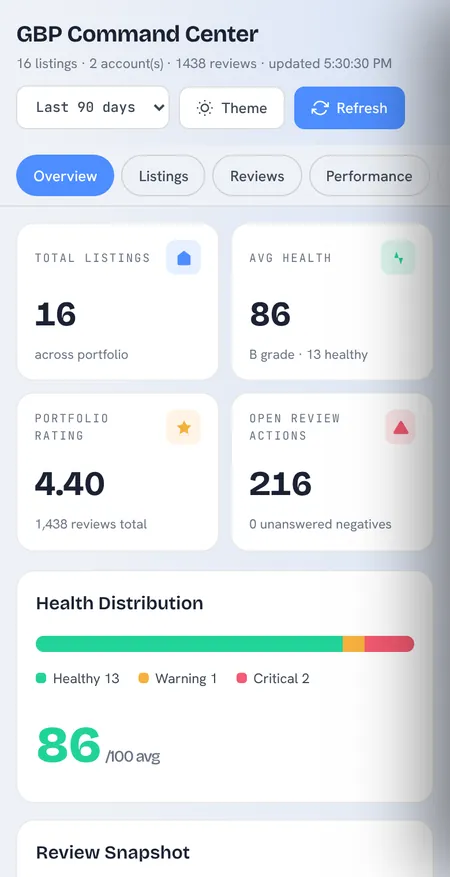 GBP Command Center
16 listings · 2 account(s) · 1438 reviews · updated 5:30:30 PM
Last 90 days
Theme
Refresh
Overview
Listings
Reviews
Performance
TOTAL LISTINGS
16
across portfolio
AVG HEALTH
86
B grade · 13 healthy
PORTFOLIO
RATING
4.40
1,438 reviews total
OPEN REVIEW
ACTIONS
216
0 unanswered negatives
Health Distribution
Healthy 13
Warning 1
Critical 2
86 /100 avg
Review Snapshot